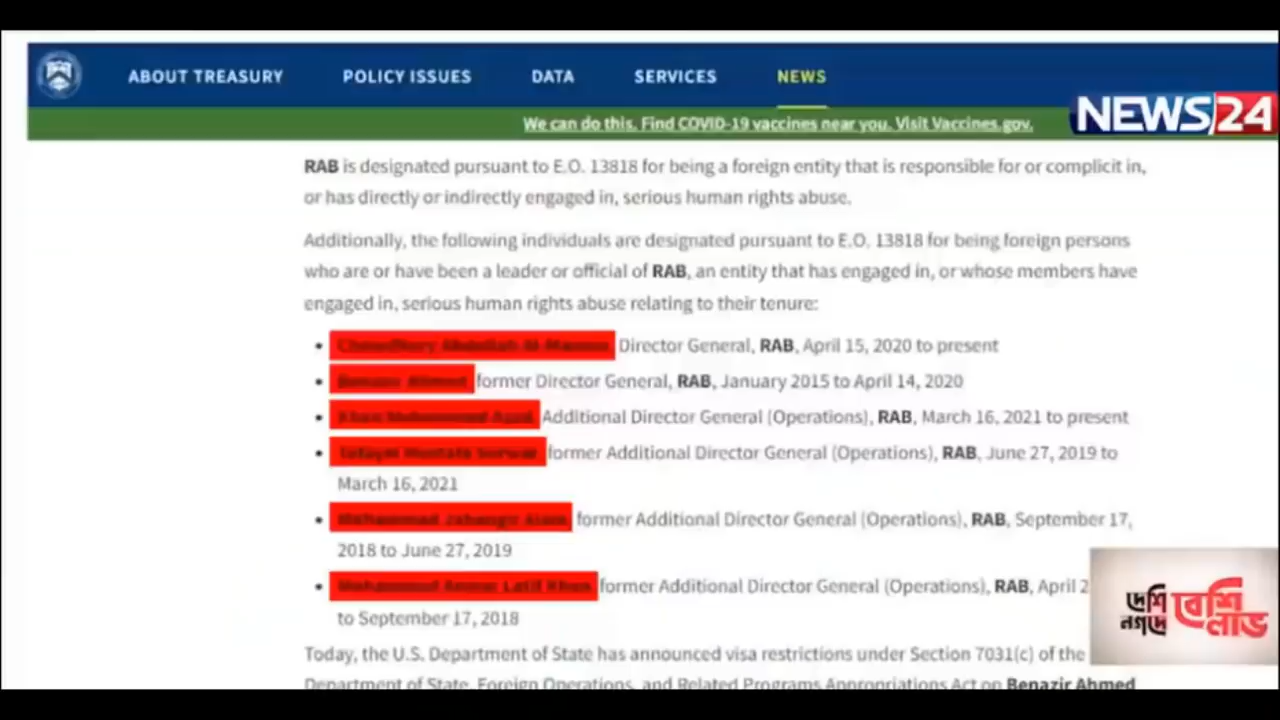 ABOUT TREASURY POLICY ISSUES DATA SERVICES NEWS
We can do this. Find COVID-19 vaccines near you. Visit Vaccines.gov.
NEWS24
RAB is designated pursuant to E.O. 13818 for being a foreign entity that is responsible for or complicit in,
or has directly or indirectly engaged in, serious human rights abuse.
Additionally, the following individuals are designated pursuant to E.O. 13818 for being foreign persons
who are or have been a leader or official of RAB, an entity that has engaged in, or whose members have
engaged in, serious human rights abuse relating to their tenure:
• Director General, RAB, April 15, 2020 to present
• former Director General, RAB, January 2015 to April 14, 2020
• Additional Director General (Operations), RAB, March 16, 2021 to present
• former Additional Director General (Operations), RAB, June 27, 2019 to
March 16, 2021
• former Additional Director General (Operations), RAB, September 17,
2018 to June 27, 2019
• former Additional Director General (Operations), RAB, April 2
to September 17, 2018
দেশি বেশি
নগদে লাভ
Today, the U.S. Department of State has announced visa restrictions under Section 7031(c) of the
Department of State, Foreign Operations, and Related Programs Appropriations Act on Benazir Ahmed